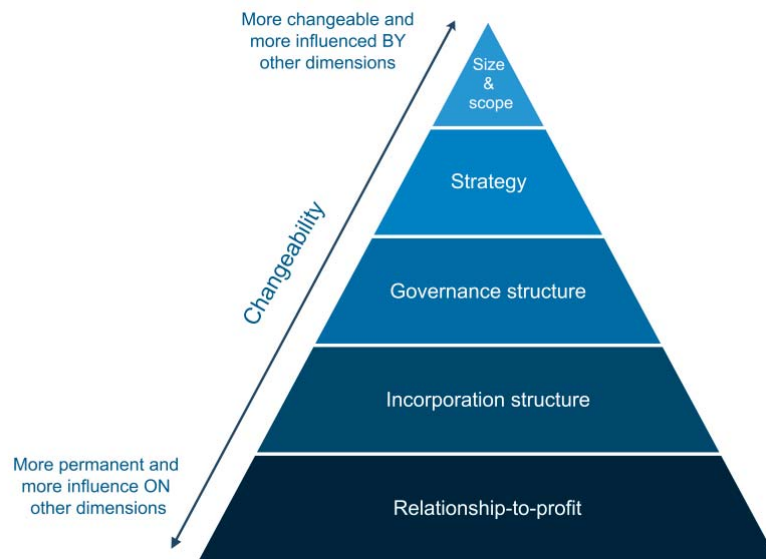 More changeable and
more influenced BY
other dimensions
Size
&
scope
Strategy
Changeability
Governance structure
Incorporation structure
More permanent and
more influence ON
other dimensions
Relationship-to-profit